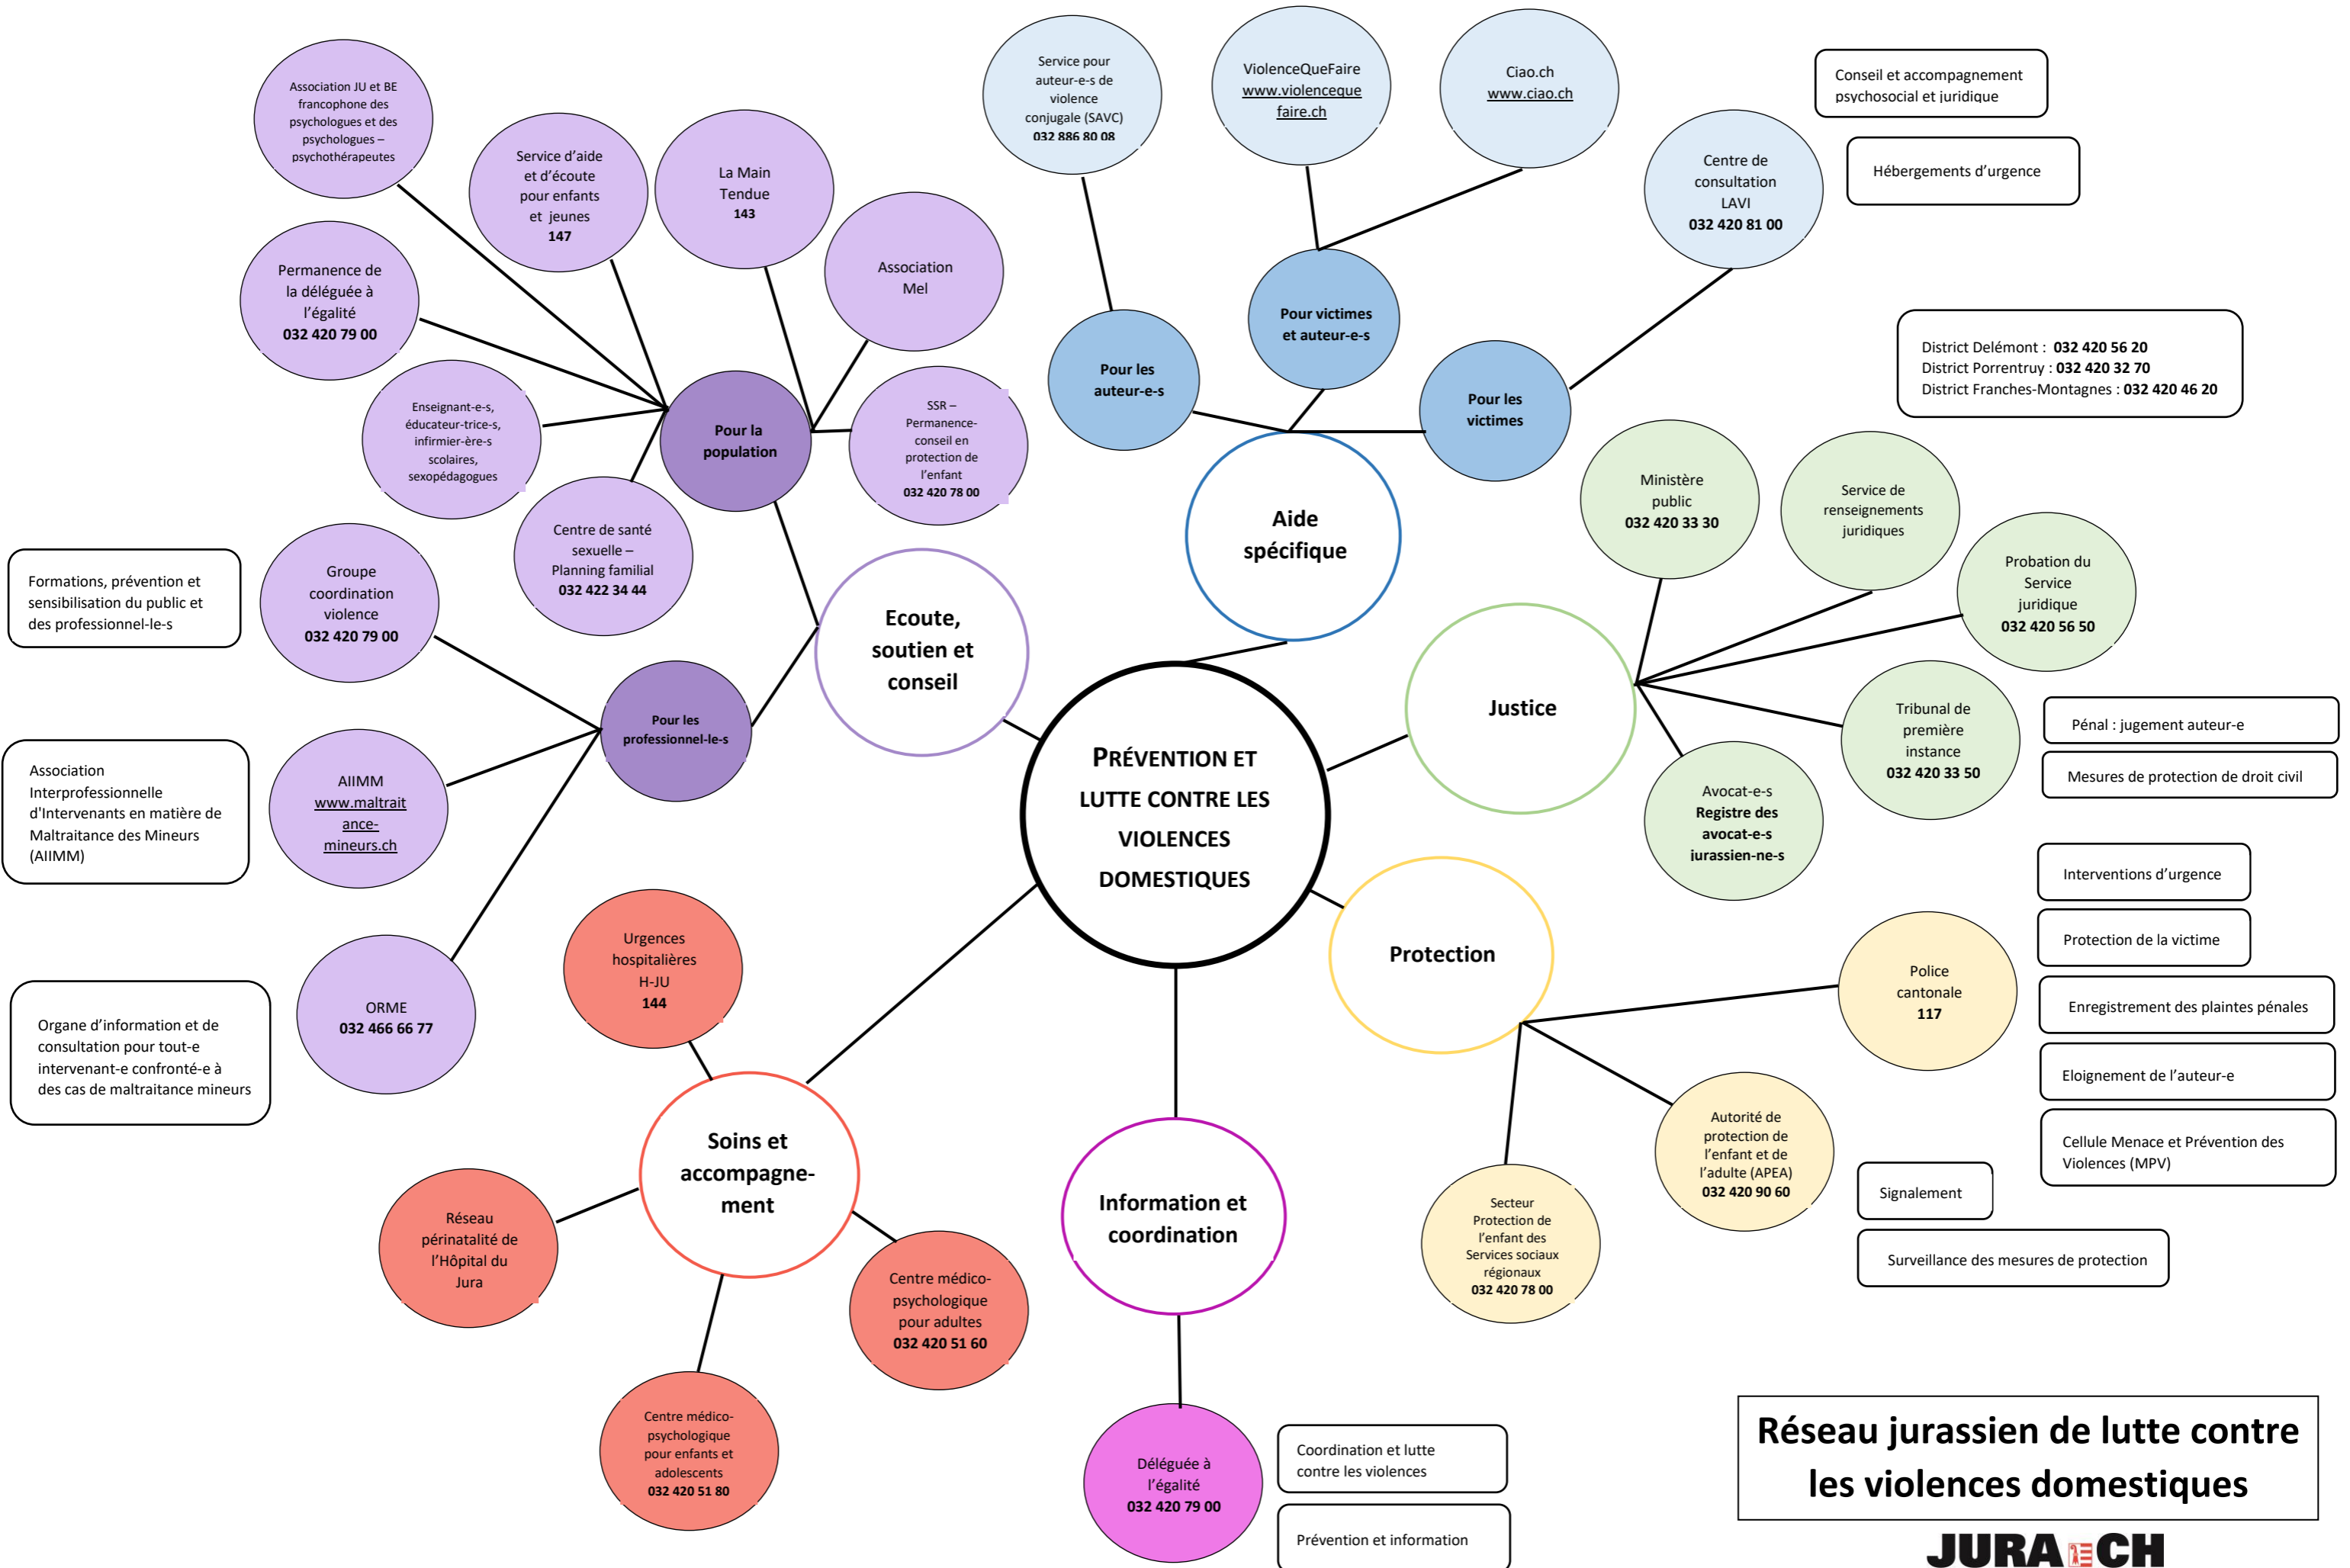 Association JU et BE
francophone des
psychologues et des
psychologues –
psychothérapeutes
Service d'aide
et d'écoute
pour enfants
et jeunes
147
La Main
Tendue
143
Association
Mel
Permanence de
la déléguée à
l'égalité
032 420 79 00
Enseignant-e-s,
éducateur-trice-s,
infirmier-ère-s
scolaires,
sexopédagogues
Centre de santé
sexuelle –
Planning familial
032 422 34 44
SSR –
Permanence-
conseil en
protection de
l'enfant
032 420 78 00
Pour la
population
Service pour
auteur-e-s de
violence
conjugale (SAVC)
032 886 80 08
ViolenceQueFaire
www.violenceque
faire.ch
Ciao.ch
www.ciao.ch
Centre de
consultation
LAVI
032 420 81 00
Conseil et accompagnement
psychosocial et juridique
Hébergements d'urgence
Pour les
auteur-e-s
Pour victimes
et auteur-e-s
Pour les
victimes
Aide
spécifique
District Delémont : 032 420 56 20
District Porrentruy : 032 420 32 70
District Franches-Montagnes : 032 420 46 20
Ministère
public
032 420 33 30
Service de
renseignements
juridiques
Probation du
Service
juridique
032 420 56 50
Tribunal de
première
instance
032 420 33 50
Pénal : jugement auteur-e
Mesures de protection de droit civil
Avocat-e-s
Registre des
avocat-e-s
jurassien-ne-s
Justice
Ecoute,
soutien et
conseil
Formations, prévention et
sensibilisation du public et
des professionnel-le-s
Groupe
coordination
violence
032 420 79 00
Pour les
professionnel-le-s
Association
Interprofessionnelle
d'Intervenants en matière de
Maltraitance des Mineurs
(AIIMM)
AIIMM
www.maltrait
ance-
mineurs.ch
Organe d'information et de
consultation pour tout-e
intervenant-e confronté-e à
des cas de maltraitance mineurs
ORME
032 466 66 77
PRÉVENTION ET
LUTTE CONTRE LES
VIOLENCES
DOMESTIQUES
Protection
Police
cantonale
117
Interventions d'urgence
Protection de la victime
Enregistrement des plaintes pénales
Eloignement de l'auteur-e
Cellule Menace et Prévention des
Violences (MPV)
Autorité de
protection de
l'enfant et de
l'adulte (APEA)
032 420 90 60
Signalement
Surveillance des mesures de protection
Secteur
Protection de
l'enfant des
Services sociaux
régionaux
032 420 78 00
Urgences
hospitalières
H-JU
144
Soins et
accompagne-
ment
Réseau
périnatalité de
l'Hôpital du
Jura
Centre médico-
psychologique
pour adultes
032 420 51 60
Centre médico-
psychologique
pour enfants et
adolescents
032 420 51 80
Information et
coordination
Déléguée à
l'égalité
032 420 79 00
Coordination et lutte
contre les violences
Prévention et information
Réseau jurassien de lutte contre
les violences domestiques
JURA CH